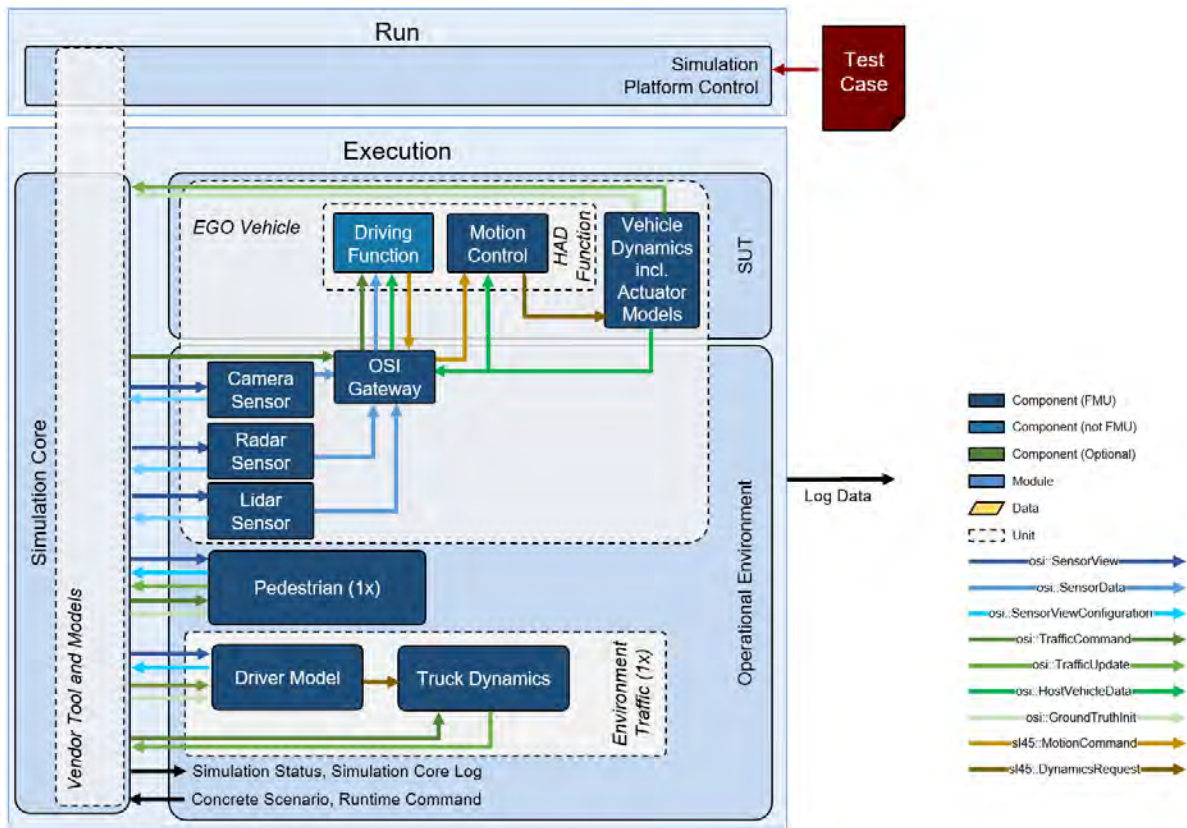 Run
Simulation
Platform Control
Test
Case
Execution
EGO Vehicle
Driving
Function
Motion
Control
HAD
Function
Vehicle
Dynamics
incl.
Actuator
Models
SUT
OSI
Gateway
Camera
Sensor
Radar
Sensor
Lidar
Sensor
Simulation Core
Vendor Tool and Models
Pedestrian (1x)
Driver Model
Truck Dynamics
Environment
Traffic (1x)
Operational Environment
Simulation Status, Simulation Core Log
Concrete Scenario, Runtime Command
Log Data
Component (FMU)
Component (not FMU)
Component (Optional)
Module
Data
Unit
osi::SensorView
osi::SensorData
osi::SensorViewConfiguration
osi::TrafficCommand
osi::TrafficUpdate
osi::HostVehicleData
osi::GroundTruthInit
sl45::MotionCommand
sl45::DynamicsRequest